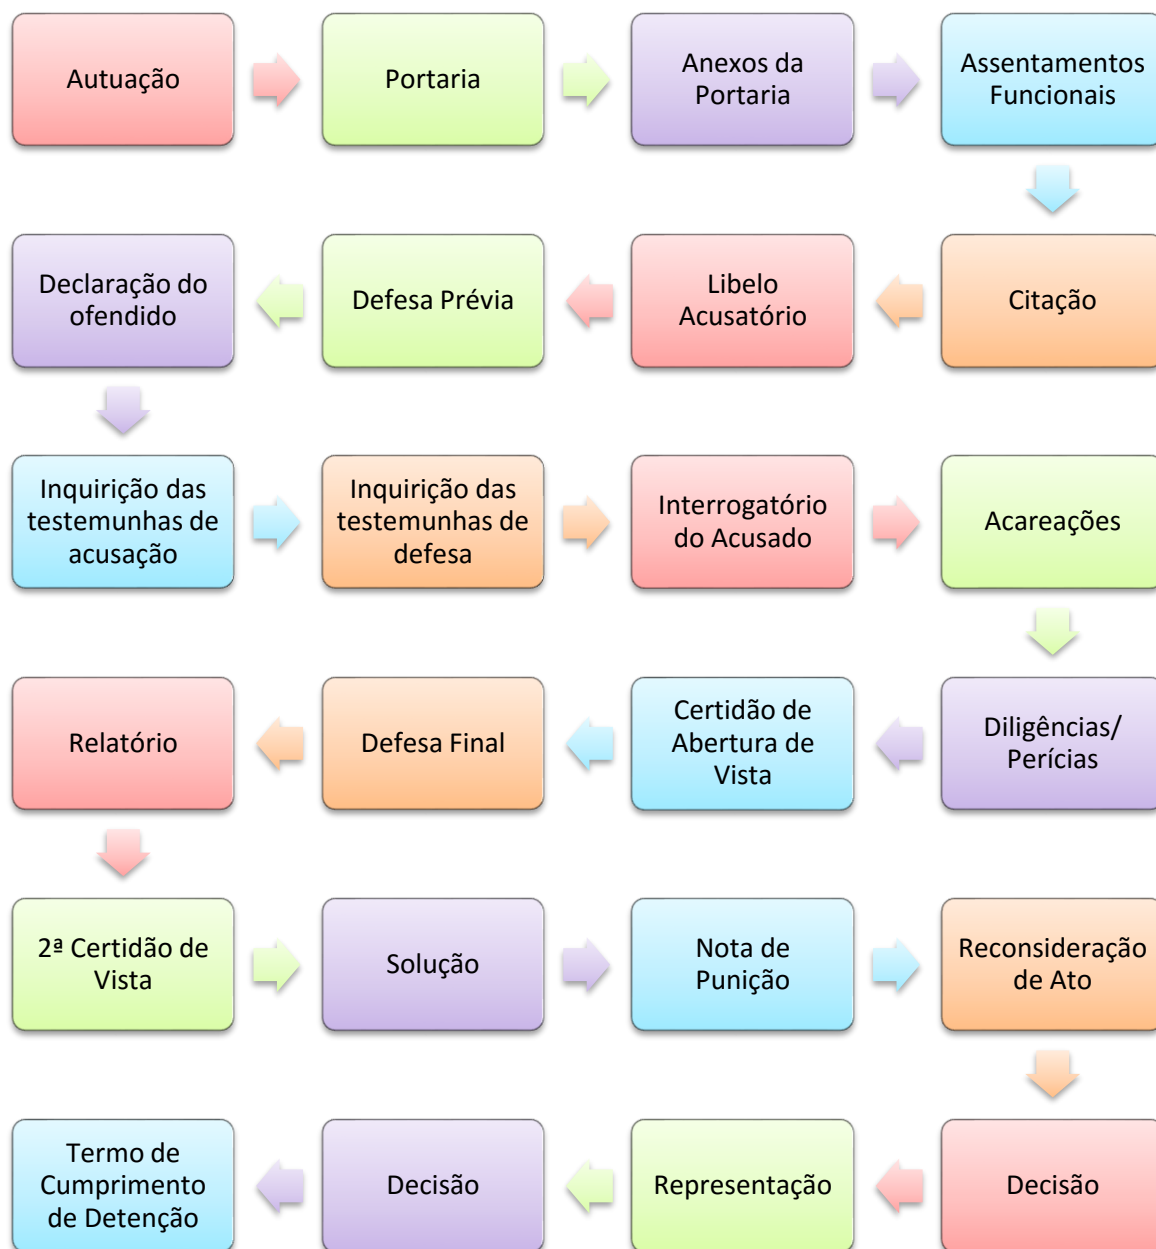 Autuação
Portaria
Anexos da
Portaria
Assentamentos
Funcionais
Citação
Libelo
Acusatório
Defesa Prévia
Declaração do
ofendido
Inquirição das
testemunhas de
acusação
Inquirição das
testemunhas de
defesa
Interrogatório
do Acusado
Acareações
Diligências/
Perícias
Certidão de
Abertura de
Vista
Defesa Final
Relatório
2ª Certidão de
Vista
Solução
Nota de
Punição
Reconsideração
de Ato
Decisão
Representação
Decisão
Termo de
Cumprimento
de Detenção